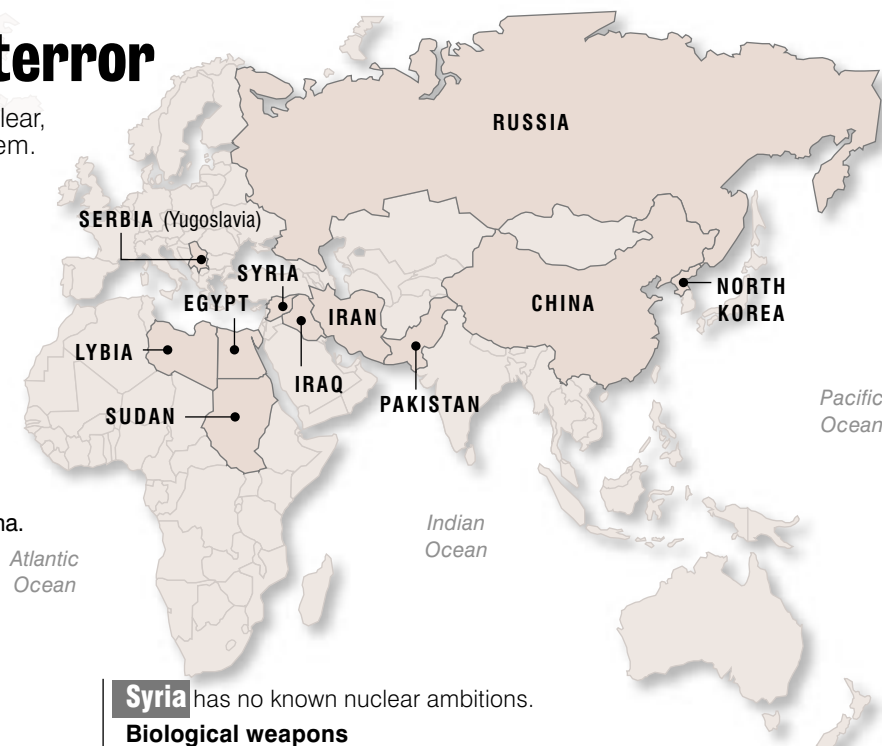 terror
lear,
em.
RUSSIA
SERBIA (Yugoslavia)
SYRIA
EGYPT
IRAN
CHINA
NORTH
KOREA
LYBIA
IRAQ
PAKISTAN
SUDAN
Pacific
Ocean
na.
Indian
Ocean
Atlantic
Ocean
Syria has no known nuclear ambitions.
Biological weapons